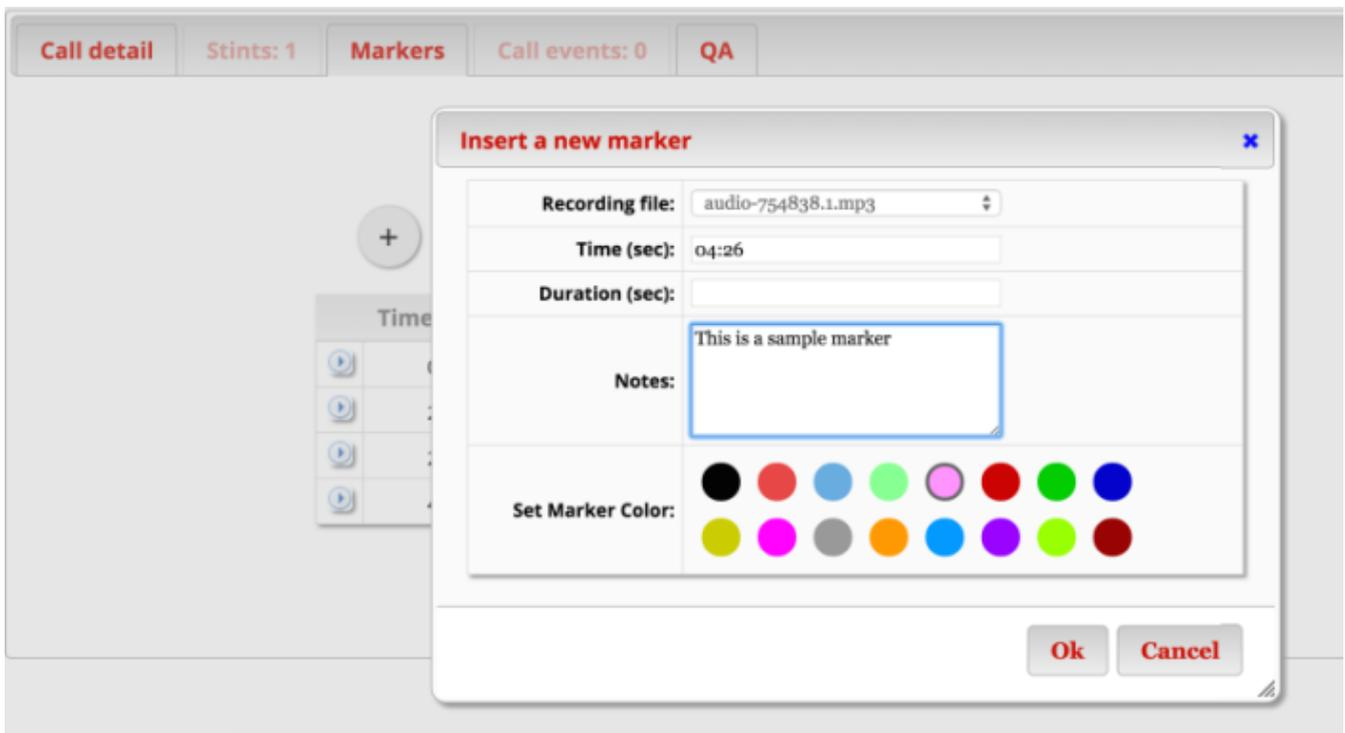 Call detail Stints: 1 Markers Call events: 0 QA
Insert a new marker
Recording file: audio-754838.1.mp3
+
Time (sec): 04:26
Duration (sec):
Time
Notes: This is a sample marker
Set Marker Color:
Ok Cancel